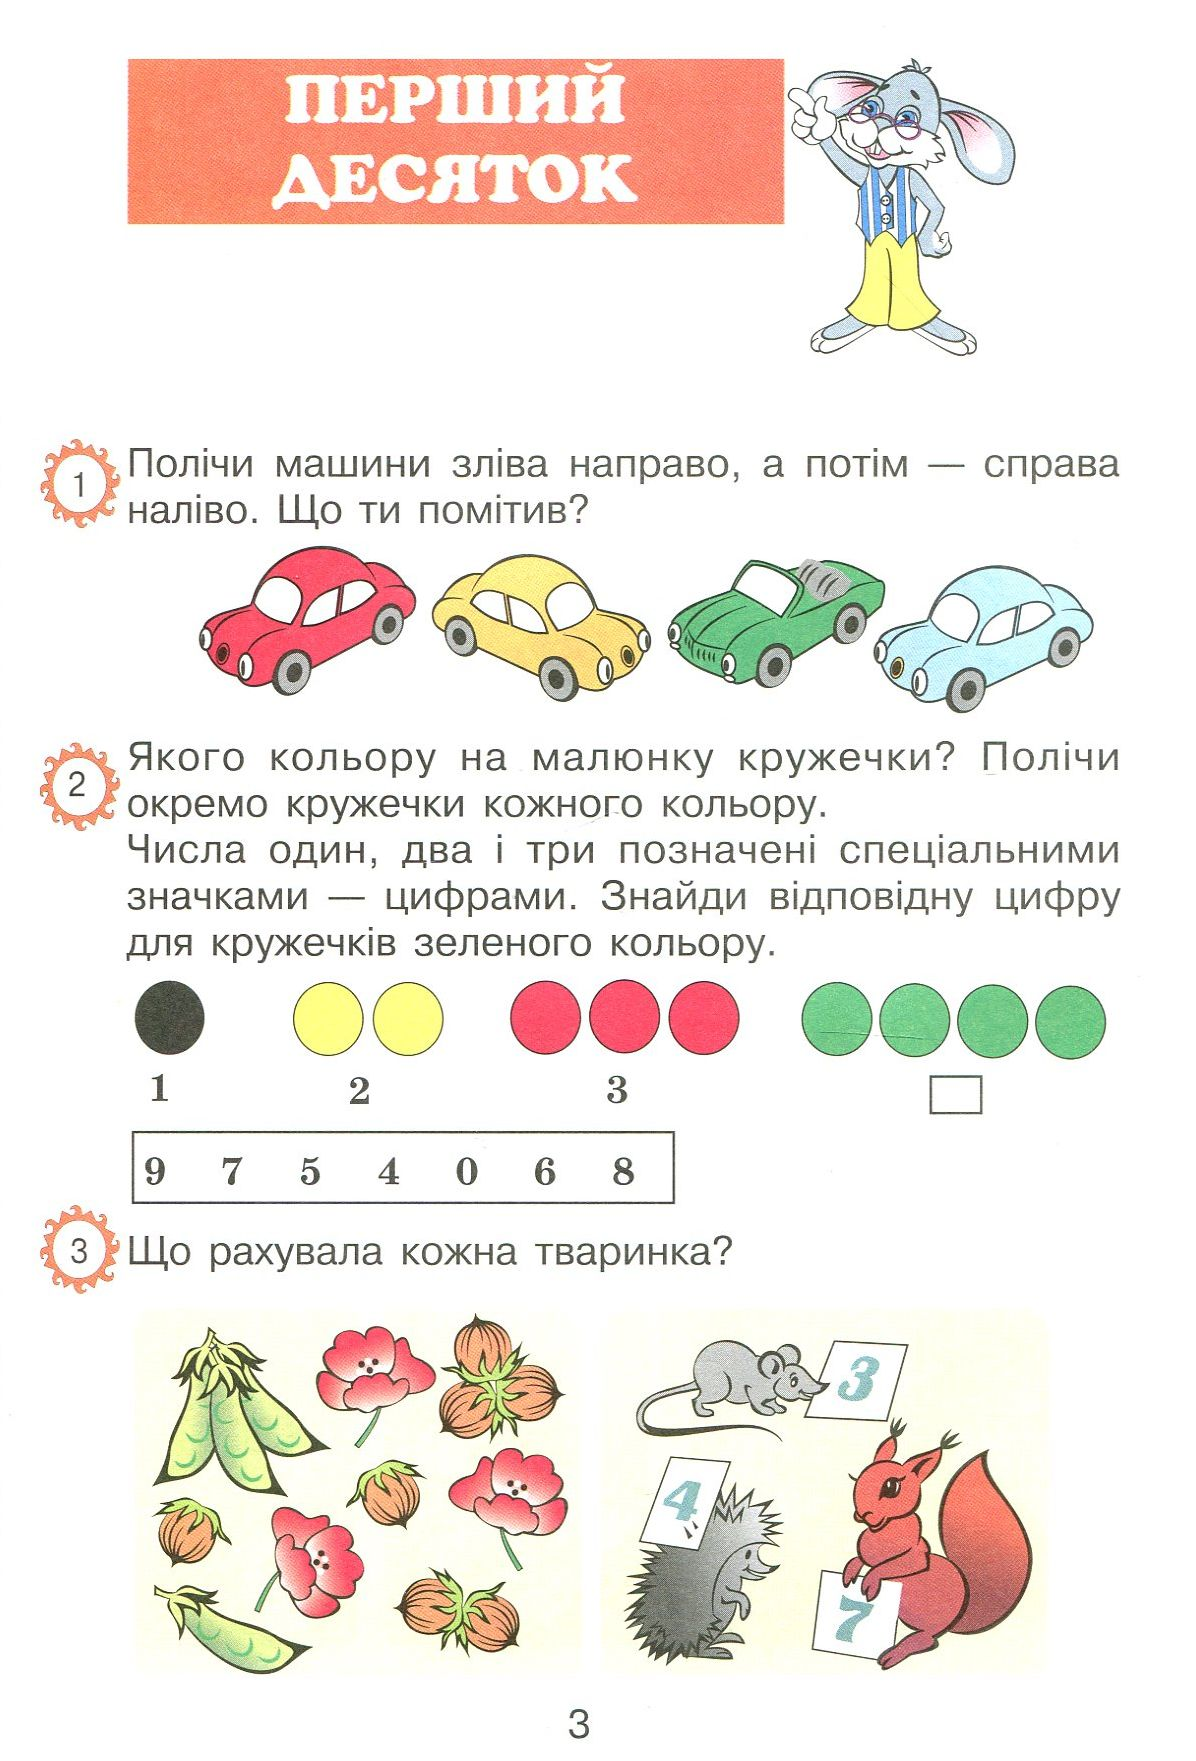 ПЕРШИЙ
ДЕСЯТОК
1 Полічи машини зліва направо, а потім — справа
наліво. Що ти помітив?
2 Якого кольору на малюнку кружечки? Полічи
окремо кружечки кожного кольору.
Числа один, два і три позначені спеціальними
значками — цифрами. Знайди відповідну цифру
для кружечків зеленого кольору.
1 2 3
9 7 5 4 0 6 8
3 Що рахувала кожна тваринка?
3
4
7
3